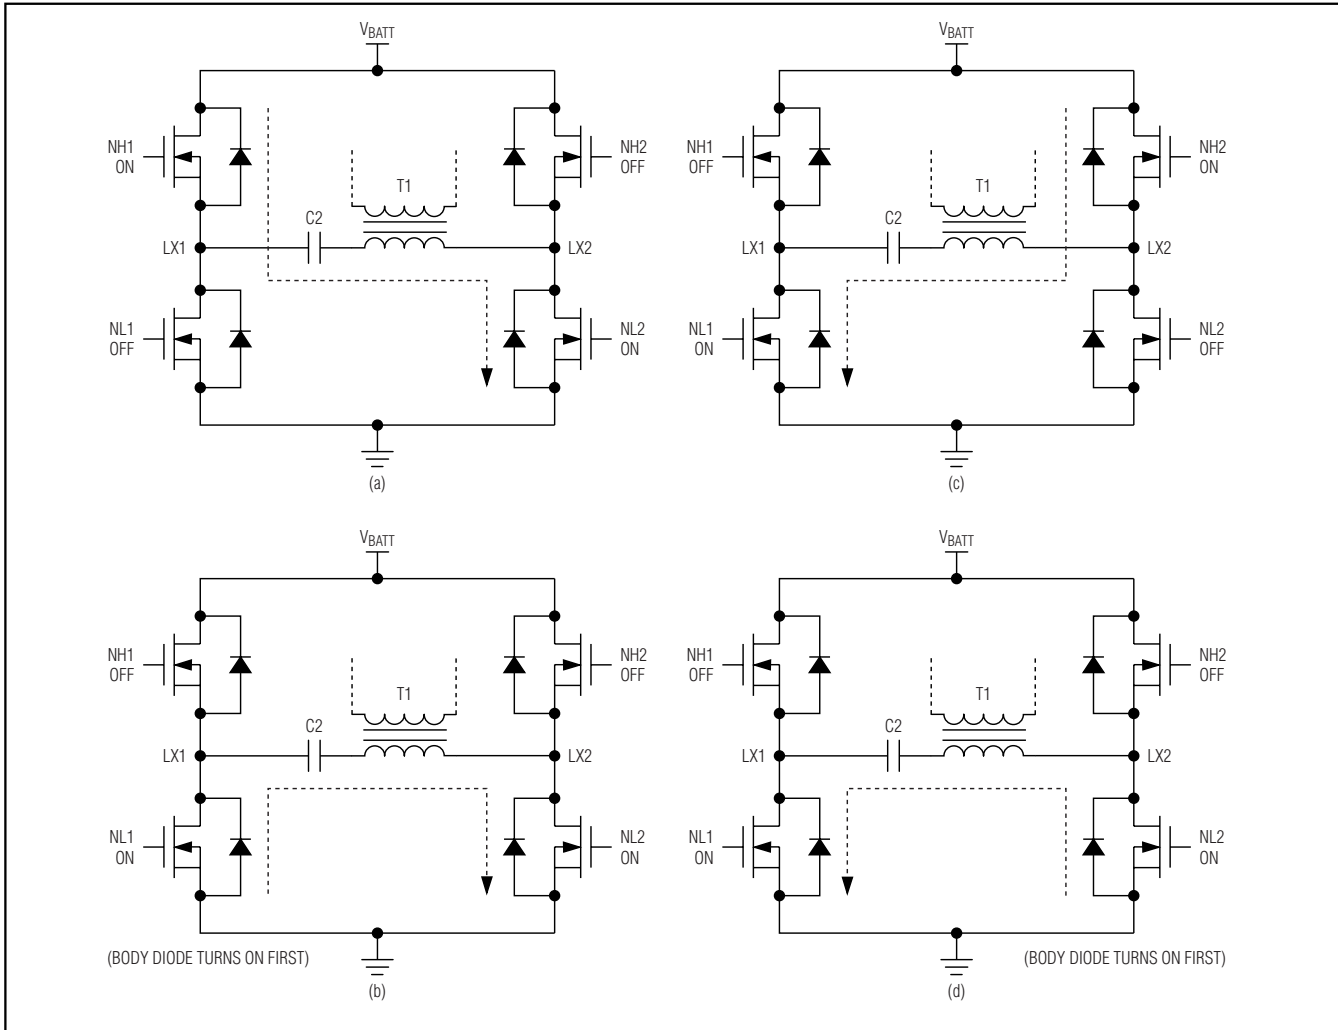 VBATT
NH1
ON
NH2
OFF
T1
C2
LX1
LX2
NL1
OFF
NL2
ON
(a)
VBATT
NH1
OFF
NH2
ON
T1
C2
LX1
LX2
NL1
ON
NL2
OFF
(c)
VBATT
NH1
OFF
NH2
OFF
T1
C2
LX1
LX2
NL1
ON
NL2
ON
(BODY DIODE TURNS ON FIRST)
(b)
VBATT
NH1
OFF
NH2
OFF
T1
C2
LX1
LX2
NL1
ON
NL2
ON
(BODY DIODE TURNS ON FIRST)
(d)